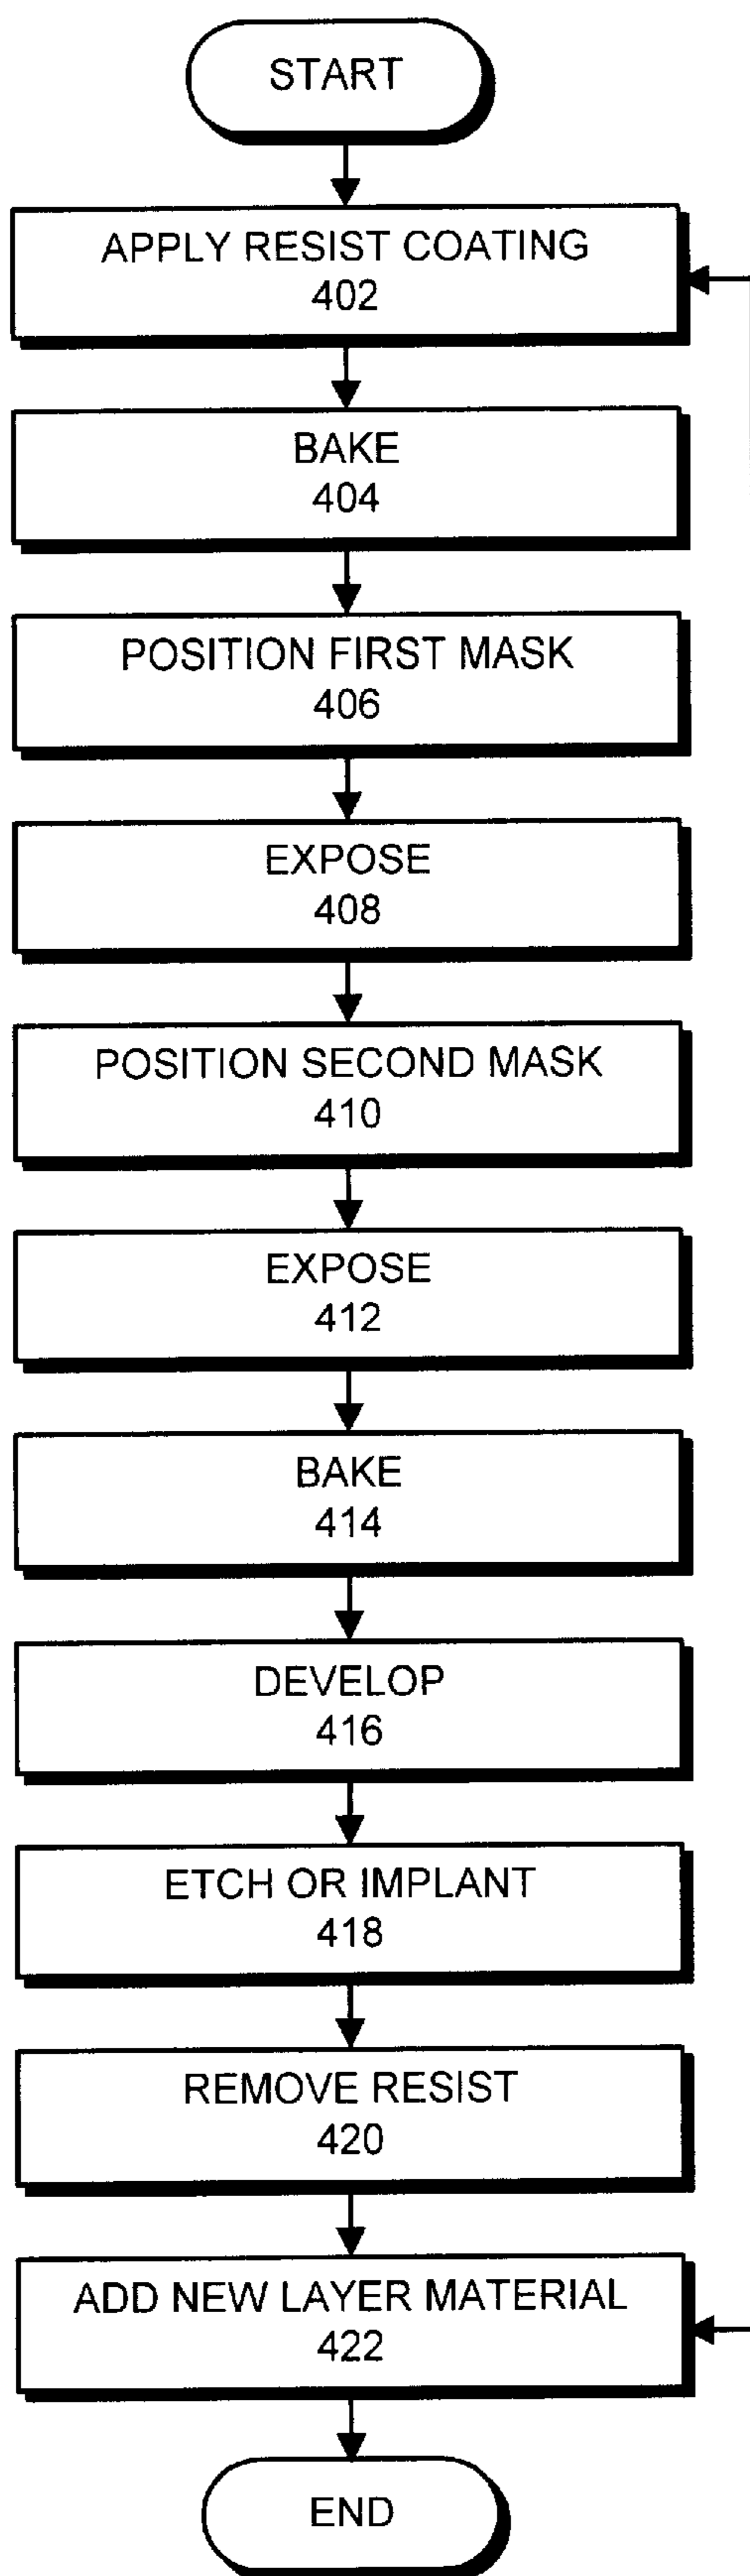 START
APPLY RESIST COATING
402
BAKE
404
POSITION FIRST MASK
406
EXPOSE
408
POSITION SECOND MASK
410
EXPOSE
412
BAKE
414
DEVELOP
416
ETCH OR IMPLANT
418
REMOVE RESIST
420
ADD NEW LAYER MATERIAL
422
END